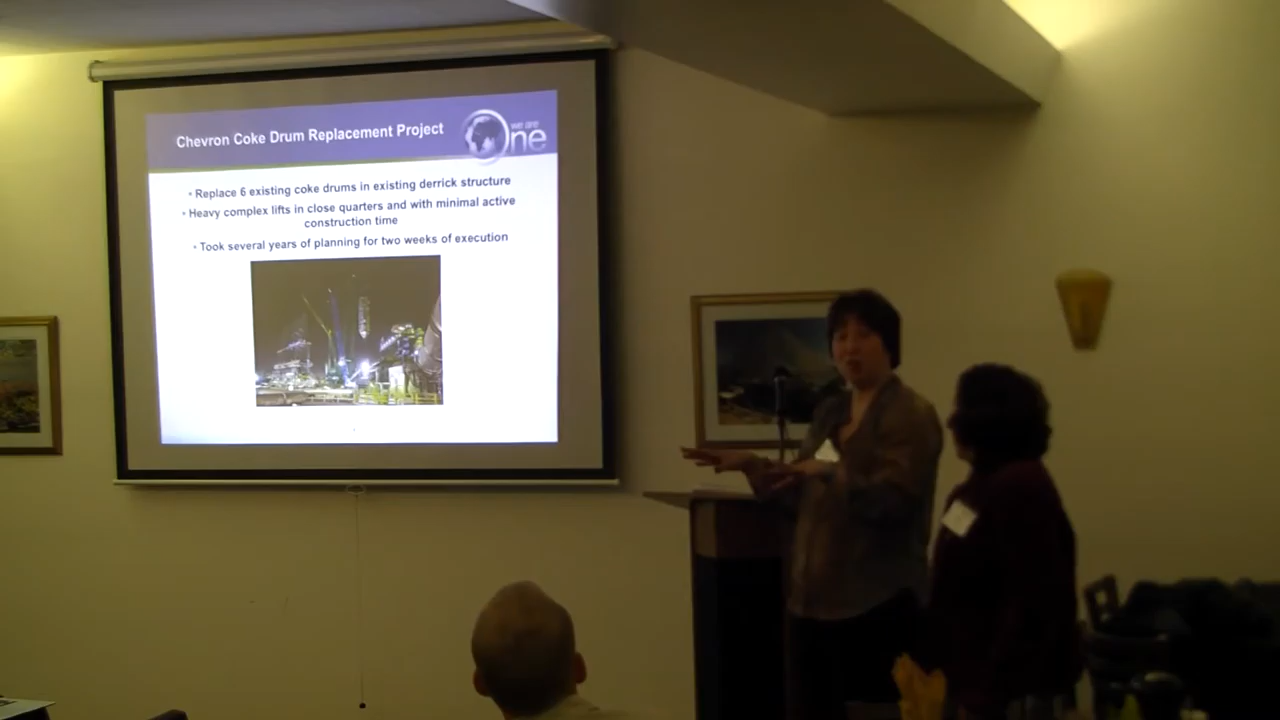 Chevron Coke Drum Replacement Project
we are
One
• Replace 6 existing coke drums in existing derrick structure
• Heavy complex lifts in close quarters and with minimal active
construction time
• Took several years of planning for two weeks of execution